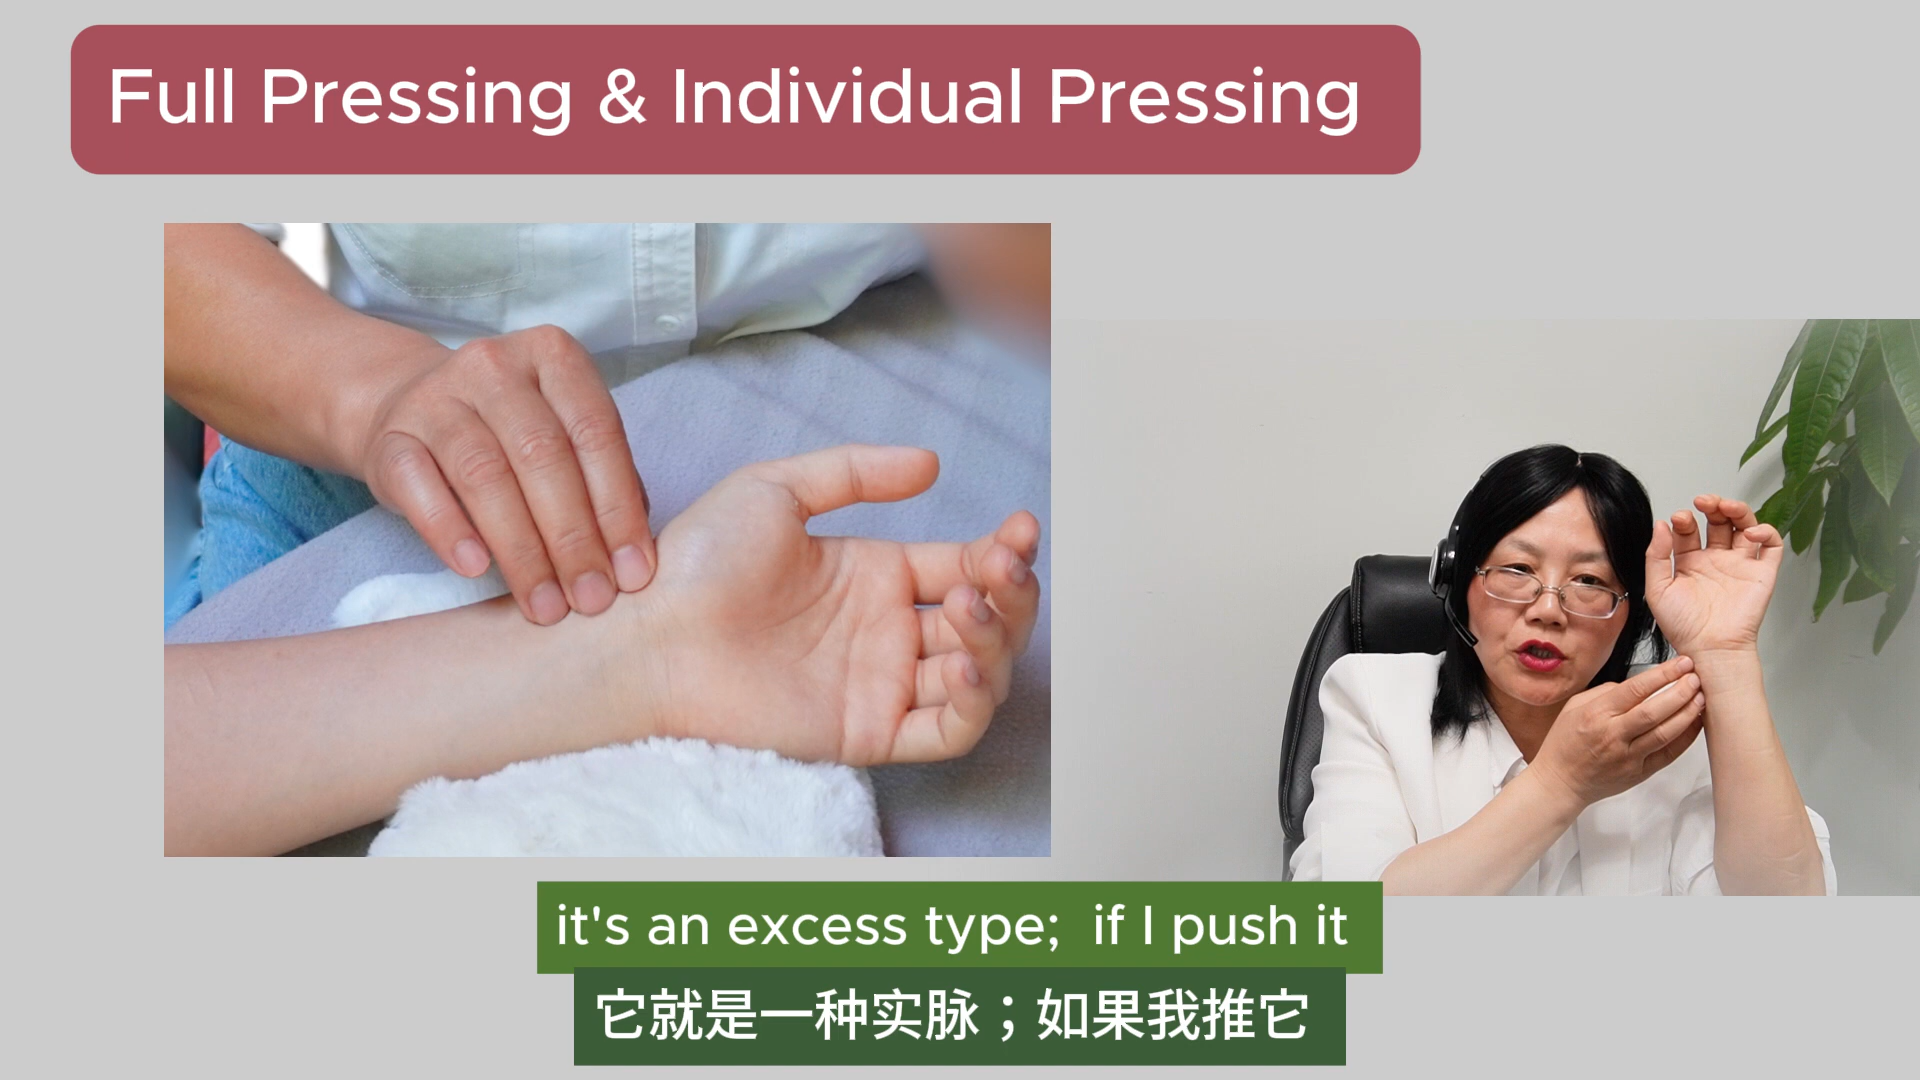 Full Pressing & Individual Pressing
it's an excess type; if I push it
它就是一种实脉；如果我推它